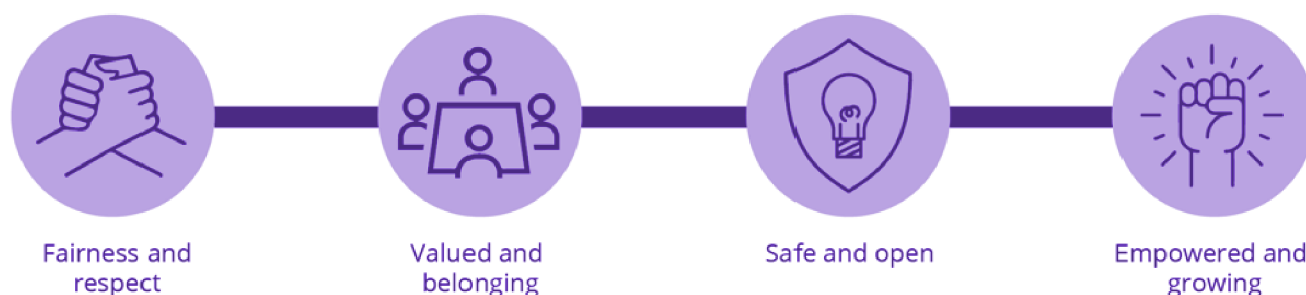 Fairness and
respect
Valued and
belonging
Safe and open
Empowered and
growing